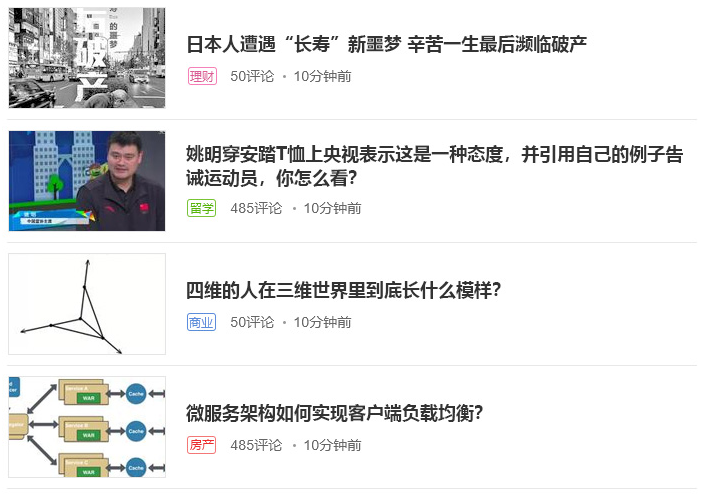 的
噩
梦
破
产
日本人遭遇“长寿”新噩梦 辛苦一生最后濒临破产
理财 50评论 • 10分钟前
姚明穿安踏T恤上央视表示这是一种态度，并引用自己的例子告
诫运动员，你怎么看？
留学 485评论 • 10分钟前
姚 明
中国篮协主席
四维的人在三维世界里到底长什么模样？
商业 50评论 • 10分钟前
Service A
WAR
Cache
Service B
WAR
Cache
Service C
WAR
Cache
微服务架构如何实现客户端负载均衡？
房产 485评论 • 10分钟前